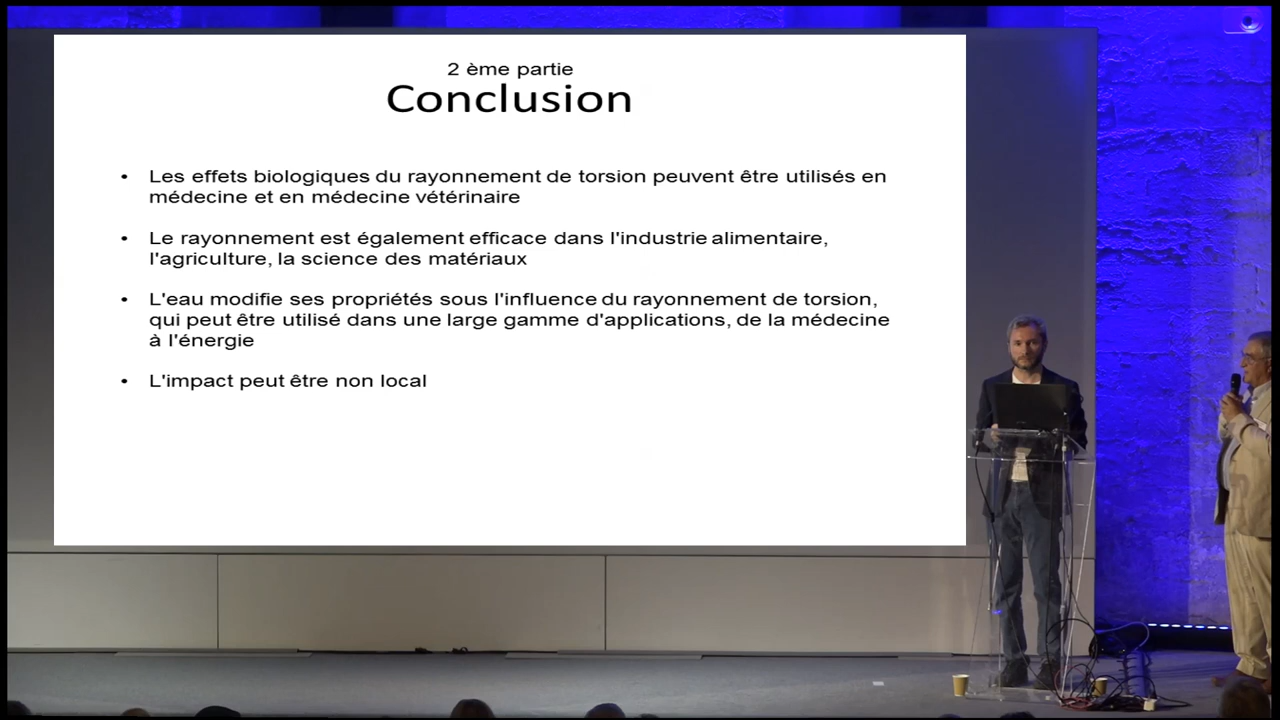 2 ème partie
Conclusion
• Les effets biologiques du rayonnement de torsion peuvent être utilisés en
médecine et en médecine vétérinaire
• Le rayonnement est également efficace dans l'industrie alimentaire,
l'agriculture, la science des matériaux
• L'eau modifie ses propriétés sous l'influence du rayonnement de torsion,
qui peut être utilisé dans une large gamme d'applications, de la médecine
à l'énergie
• L'impact peut être non local